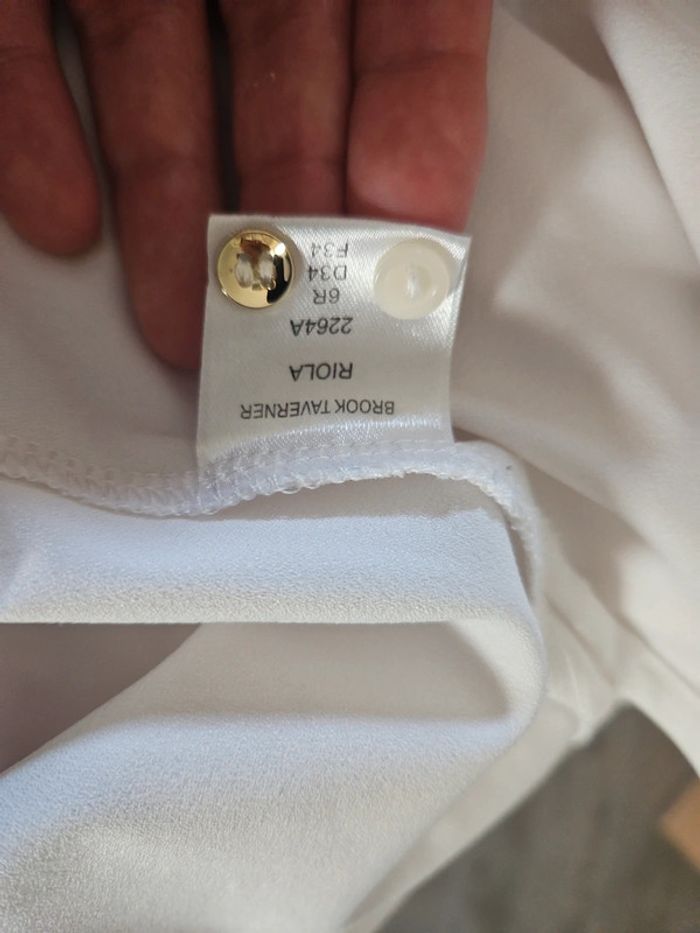 BROOK TAVERNER
RIOLA
2264A
6R
D34
F34